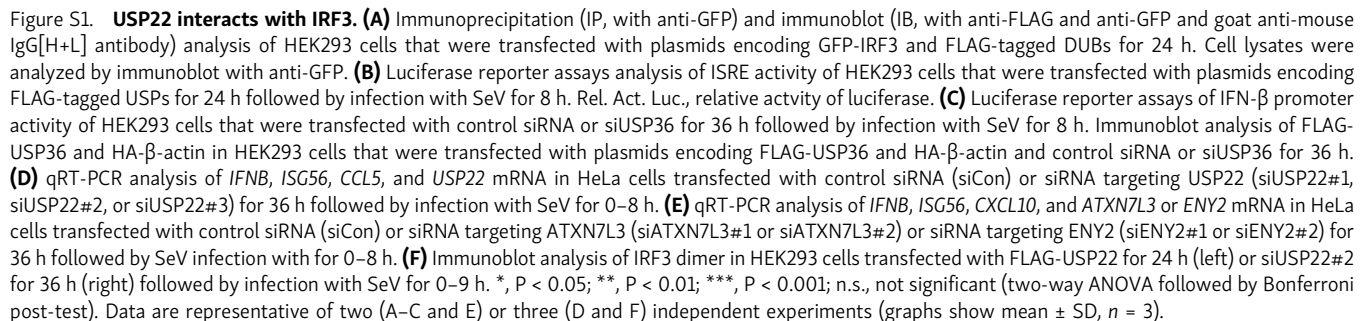 Figure S1. USP22 interacts with IRF3. (A) Immunoprecipitation (IP, with anti-GFP) and immunoblot (IB, with anti-FLAG and anti-GFP and goat anti-mouse
IgG[H+L] antibody) analysis of HEK293 cells that were transfected with plasmids encoding GFP-IRF3 and FLAG-tagged DUBs for 24 h. Cell lysates were
analyzed by immunoblot with anti-GFP. (B) Luciferase reporter assays analysis of ISRE activity of HEK293 cells that were transfected with plasmids encoding
FLAG-tagged USPs for 24 h followed by infection with SeV for 8 h. Rel. Act. Luc., relative actvity of luciferase. (C) Luciferase reporter assays of IFN-β promoter
activity of HEK293 cells that were transfected with control siRNA or siUSP36 for 36 h followed by infection with SeV for 8 h. Immunoblot analysis of FLAG-
USP36 and HA-β-actin in HEK293 cells that were transfected with plasmids encoding FLAG-USP36 and HA-β-actin and control siRNA or siUSP36 for 36 h.
(D) qRT-PCR analysis of IFNB, ISG56, CCL5, and USP22 mRNA in HeLa cells transfected with control siRNA (siCon) or siRNA targeting USP22 (siUSP22#1,
siUSP22#2, or siUSP22#3) for 36 h followed by infection with SeV for 0–8 h. (E) qRT-PCR analysis of IFNB, ISG56, CXCL10, and ATXN7L3 or ENY2 mRNA in HeLa
cells transfected with control siRNA (siCon) or siRNA targeting ATXN7L3 (siATXN7L3#1 or siATXN7L3#2) or siRNA targeting ENY2 (siENY2#1 or siENY2#2) for
36 h followed by SeV infection with for 0–8 h. (F) Immunoblot analysis of IRF3 dimer in HEK293 cells transfected with FLAG-USP22 for 24 h (left) or siUSP22#2
for 36 h (right) followed by infection with SeV for 0–9 h. *, P < 0.05; **, P < 0.01; ***, P < 0.001; n.s., not significant (two-way ANOVA followed by Bonferroni
post-test). Data are representative of two (A–C and E) or three (D and F) independent experiments (graphs show mean ± SD, n = 3).